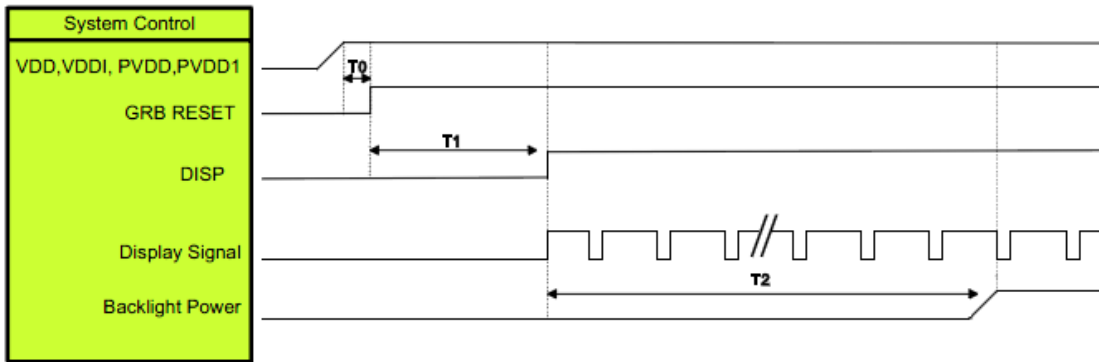 System Control
VDD,VDDI, PVDD,PVDD1
T0
GRB RESET
T1
DISP
Display Signal
T2
Backlight Power